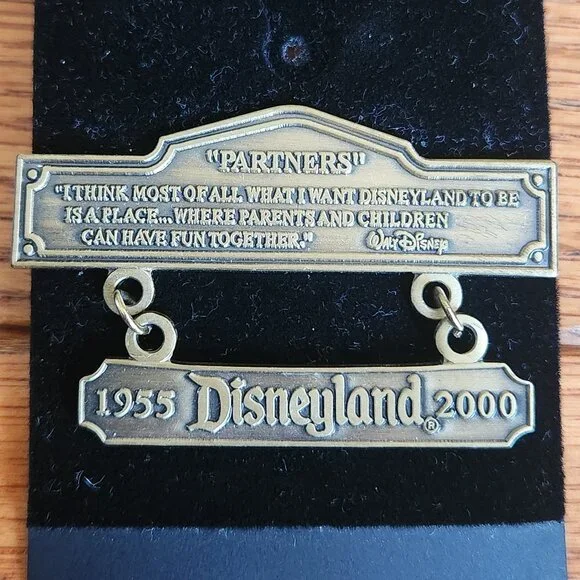 "PARTNERS"
"I THINK MOST OF ALL WHAT I WANT DISNEYLAND TO BE
IS A PLACE...WHERE PARENTS AND CHILDREN
CAN HAVE FUN TOGETHER." WALT DISNEY
1955 Disneyland® 2000